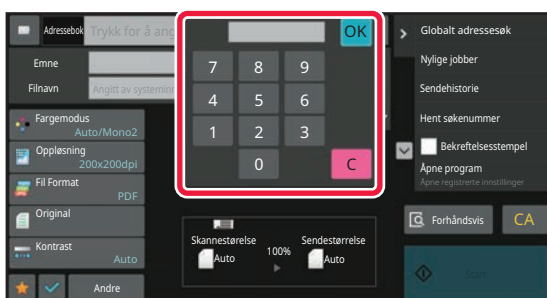 Adressebok Trykk for å ang
OK
Emne
Filnavn Angitt av systeminn
7 8 9
4 5 6
1 2 3
0 C
Fargemodus
Auto/Mono2
Oppløsning
200x200dpi
Fil Format
PDF
Original
Kontrast
Auto
Andre
Skannestørelse
Auto
100%
Sendestørrelse
Auto
Globalt adressesøk
Nylige jobber
Sendehistorie
Hent søkenummer
Bekreftelsesstempel
Åpne program
Åpne registrerte innstillinger
Forhåndsvis CA
Start